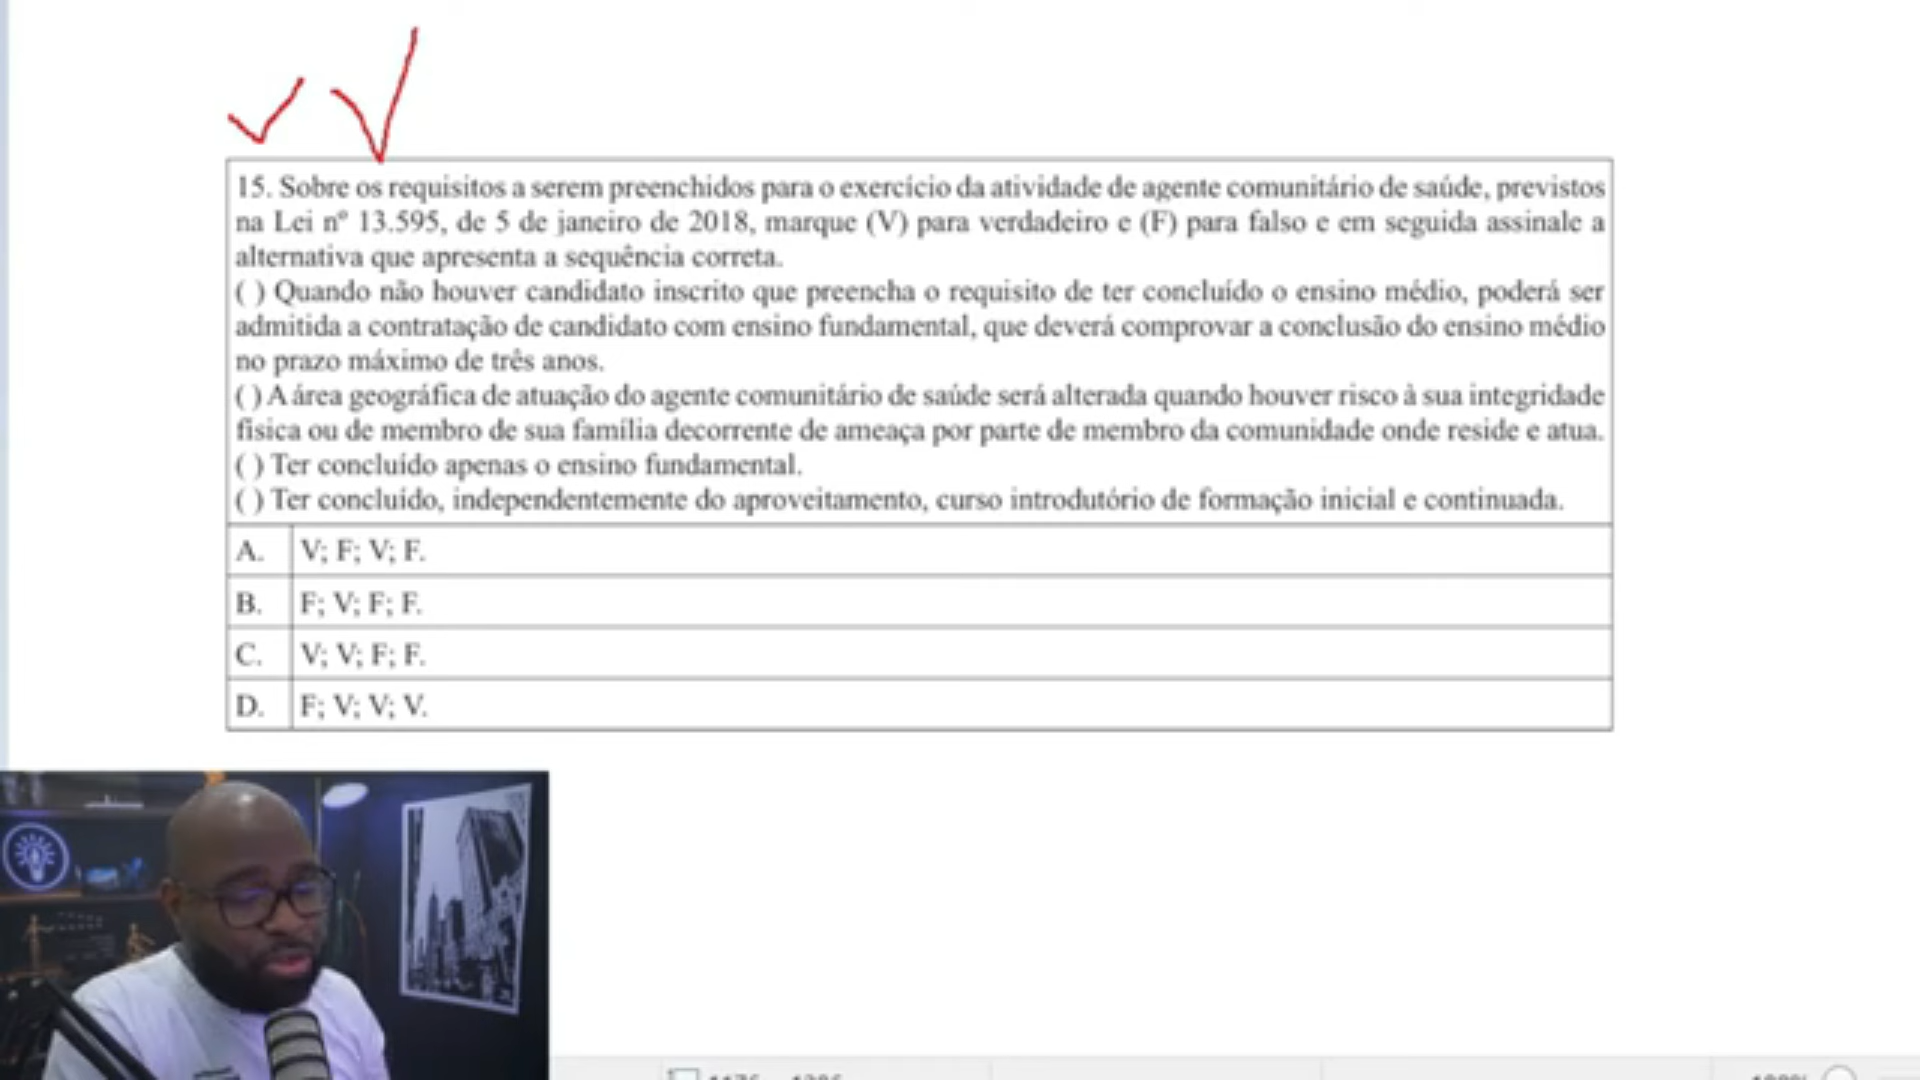 15. Sobre os requisitos a serem preenchidos para o exercício da atividade de agente comunitário de saúde, previstos
na Lei nº 13.595, de 5 de janeiro de 2018, marque (V) para verdadeiro e (F) para falso e em seguida assinale a
alternativa que apresenta a sequência correta.
( ) Quando não houver candidato inscrito que preencha o requisito de ter concluído o ensino médio, poderá ser
admitida a contratação de candidato com ensino fundamental, que deverá comprovar a conclusão do ensino médio
no prazo máximo de três anos.
( ) A área geográfica de atuação do agente comunitário de saúde será alterada quando houver risco à sua integridade
física ou de membro de sua família decorrente de ameaça por parte de membro da comunidade onde reside e atua.
( ) Ter concluído apenas o ensino fundamental.
( ) Ter concluído, independentemente do aproveitamento, curso introdutório de formação inicial e continuada.
A. V; F; V; F.
B. F; V; F; F.
C. V; V; F; F.
D. F; V; V; V.